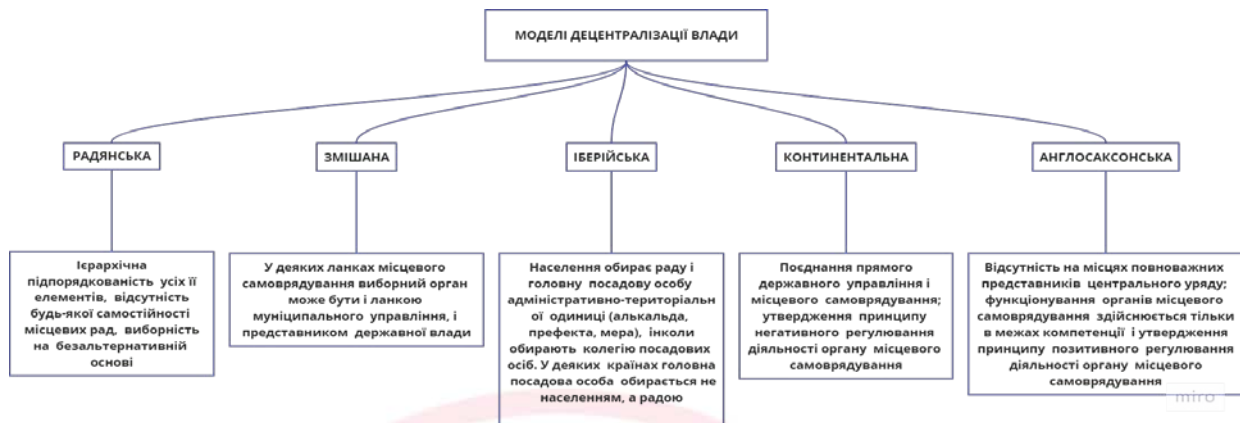 МОДЕЛІ ДЕЦЕНТРАЛІЗАЦІЇ ВЛАДИ
РАДЯНСЬКА
ЗМІШАНА
ІБЕРІЙСЬКА
КОНТИНЕНТАЛЬНА
АНГЛОСАКСОНСЬКА
Ієрархічна
підпорядкованість усіх її
елементів, відсутність
будь-якої самостійності
місцевих рад, виборність
на безальтернативній
основі
У деяких ланках місцевого
самоврядування виборний орган
може бути і ланкою
муніципального управління, і
представником державної влади
Населення обирає раду і
головну посадову особу
адміністративно-територіальн
ої одиниці (алькальда,
префекта, мера), інколи
обирають колегію посадових
осіб. У деяких країнах головна
посадова особа обирається не
населенням, а радою
Поєднання прямого
державного управління і
місцевого самоврядування;
утвердження принципу
негативного регулювання
діяльності органу місцевого
самоврядування
Відсутність на місцях повноважних
представників центрального уряду;
функціонування органів місцевого
самоврядування здійснюється тільки
в межах компетенції і утвердження
принципу позитивного регулювання
діяльності органу місцевого
самоврядування
miro